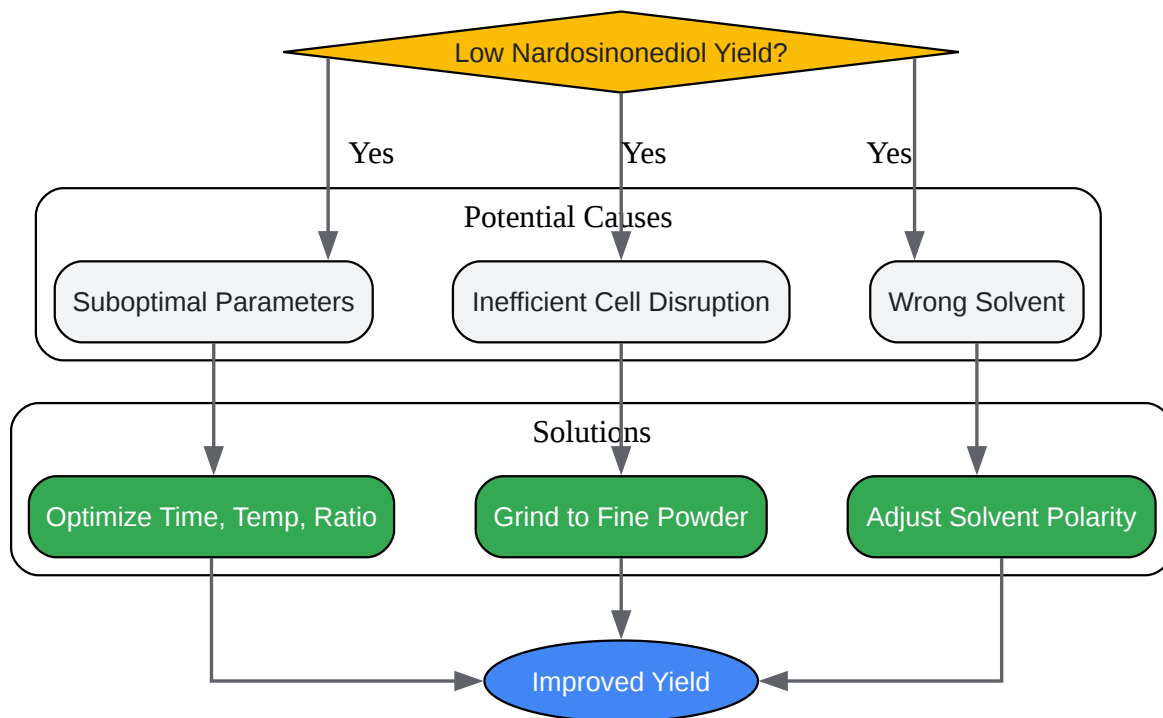 Low Nardosinonediol Yield?
Yes
Yes
Yes
Potential Causes
Suboptimal Parameters
Inefficient Cell Disruption
Wrong Solvent
Solutions
Optimize Time, Temp, Ratio
Grind to Fine Powder
Adjust Solvent Polarity
Improved Yield